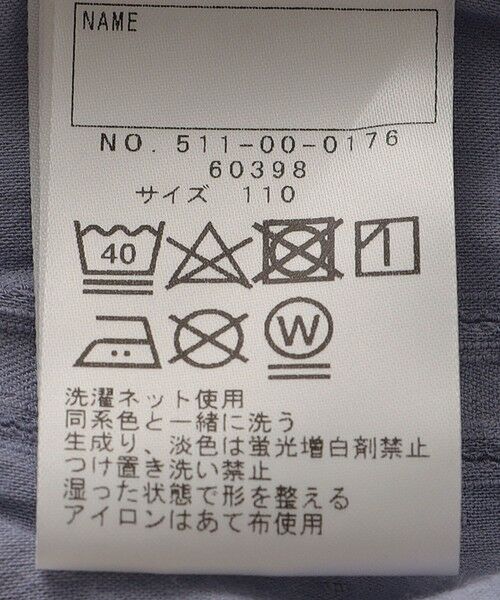 NAME
NO. 511-00-0176
60398
サイズ 110
40
W
洗濯ネット使用
同系色と一緒に洗う
生成り、淡色は蛍光増白剤禁止
つけ置き洗い禁止
湿った状態で形を整える
アイロンはあて布使用